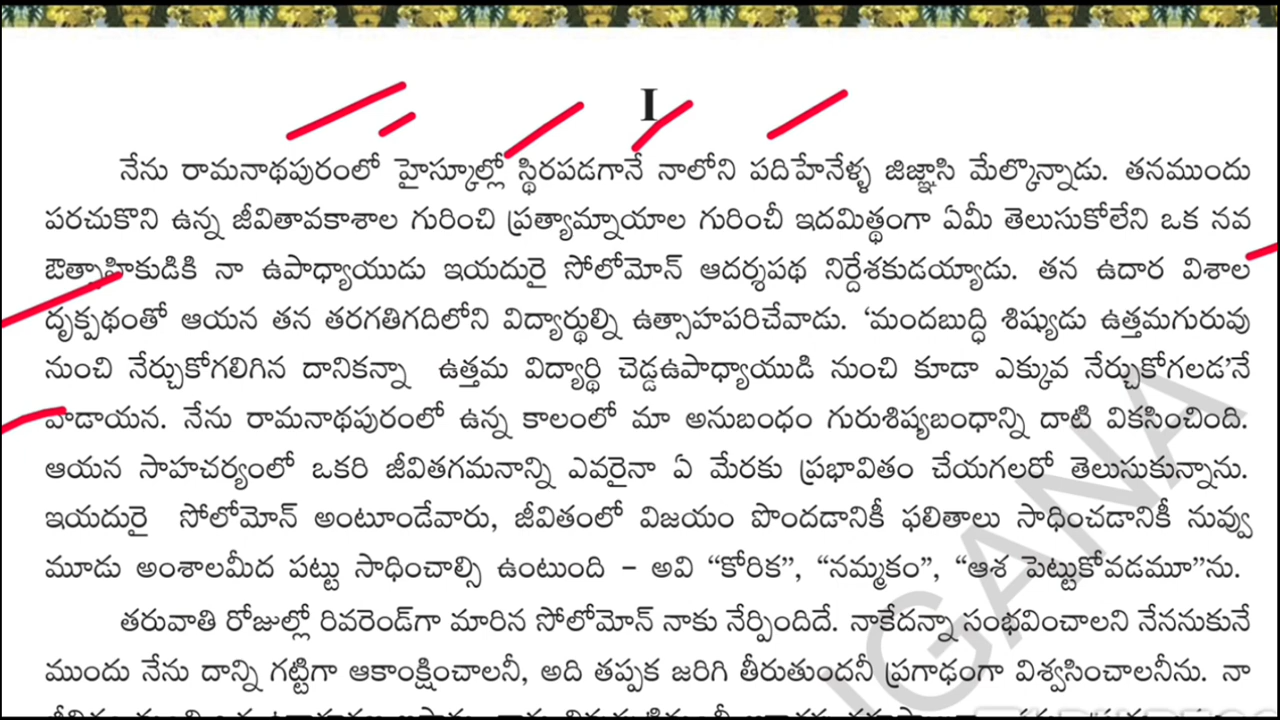 I
నేను రామనాథపురంలో హైస్కూల్లో స్థిరపడగానే నాలోని పదిహేనేళ్ళ జిజ్ఞాసి మేల్కొన్నాడు. తనముందు
పరచుకొని ఉన్న జీవితావకాశాల గురించి ప్రత్యామ్నాయాల గురించీ ఇదమిత్థంగా ఏమీ తెలుసుకోలేని ఒక నవ
ఔత్సాహికుడికి నా ఉపాధ్యాయుడు ఇయదురై సోలోమోన్ ఆదర్శపథ నిర్దేశకుడయ్యాడు. తన ఉదార విశాల
దృక్పథంతో ఆయన తన తరగతిగదిలోని విద్యార్థుల్ని ఉత్సాహపరిచేవాడు. ‘మందబుద్ధి శిష్యుడు ఉత్తమగురువు
నుంచి నేర్చుకోగలిగిన దానికన్నా ఉత్తమ విద్యార్థి చెడ్డఉపాధ్యాయుడి నుంచి కూడా ఎక్కువ నేర్చుకోగలడ’నే
వాడాయన. నేను రామనాథపురంలో ఉన్న కాలంలో మా అనుబంధం గురుశిష్యబంధాన్ని దాటి వికసించింది.
ఆయన సాహచర్యంలో ఒకరి జీవితగమనాన్ని ఎవరైనా ఏ మేరకు ప్రభావితం చేయగలరో తెలుసుకున్నాను.
ఇయదురై సోలోమోన్ అంటూండేవారు, జీవితంలో విజయం పొందడానికీ ఫలితాలు సాధించడానికీ నువ్వు
మూడు అంశాలమీద పట్టు సాధించాల్సి ఉంటుంది – అవి “కోరిక”, “నమ్మకం”, “ఆశ పెట్టుకోవడమూ”ను.
తరువాతి రోజుల్లో రివరెండ్‌గా మారిన సోలోమోన్ నాకు నేర్పిందిదే. నాకేదన్నా సంభవించాలని నేననుకునే
ముందు నేను దాన్ని గట్టిగా ఆకాంక్షించాలనీ, అది తప్పక జరిగి తీరుతుందనీ ప్రగాఢంగా విశ్వసించాలనీను. నా
IGANA